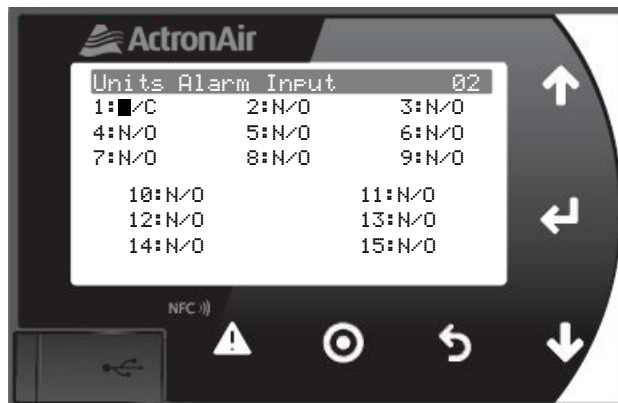 ActronAir
Units Alarm Input 02
1:█/C 2:N/O 3:N/O
4:N/O 5:N/O 6:N/O
7:N/O 8:N/O 9:N/O
10:N/O 11:N/O
12:N/O 13:N/O
14:N/O 15:N/O
NFC